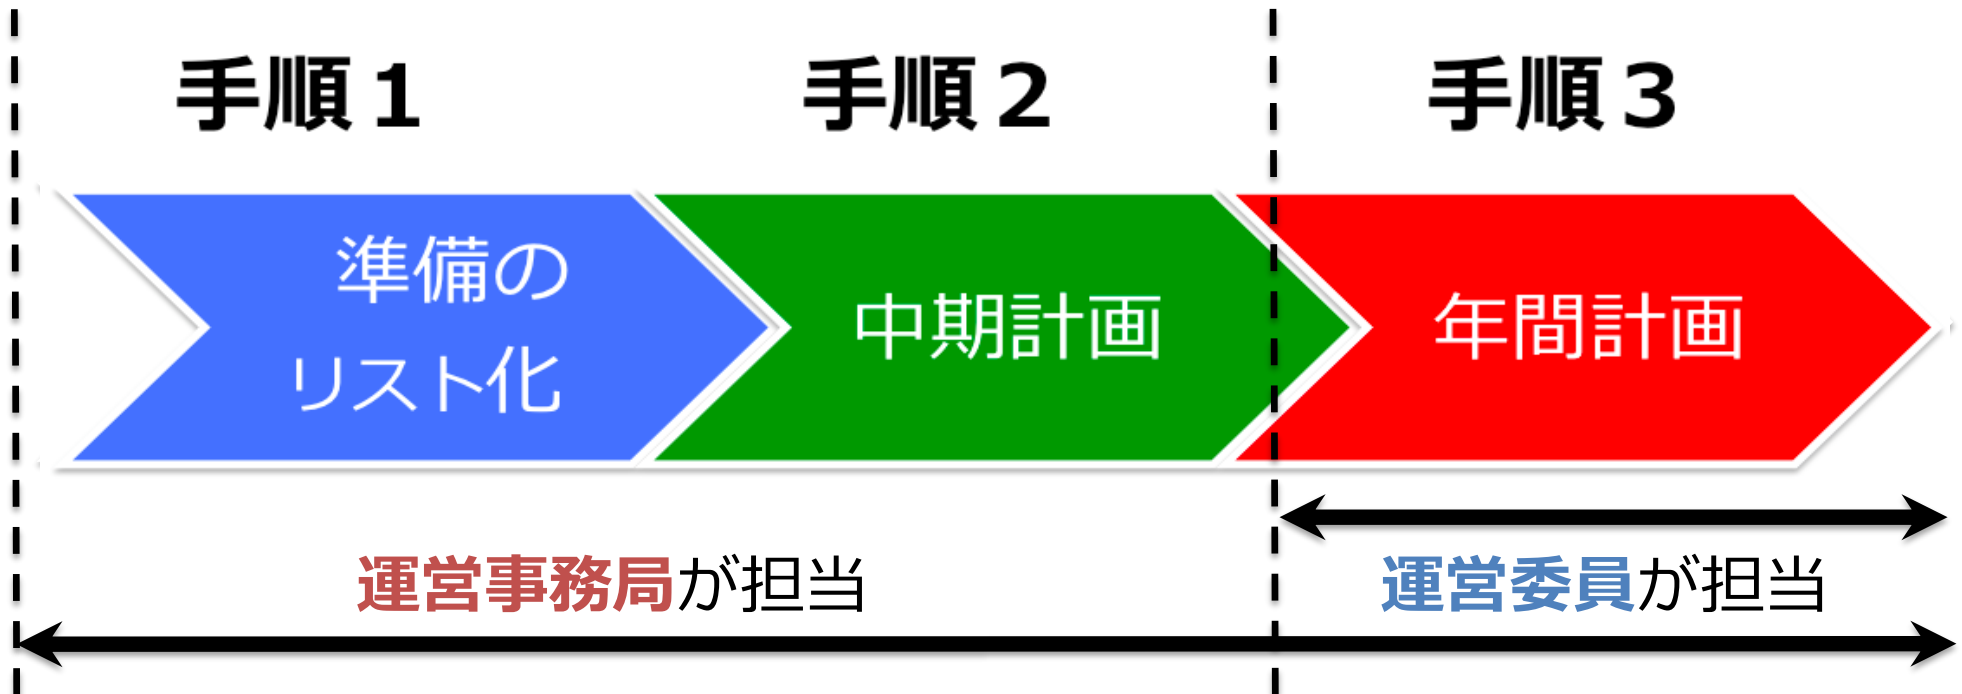 手順１
手順２
手順３
準備の
リスト化
中期計画
年間計画
運営事務局が担当
運営委員が担当